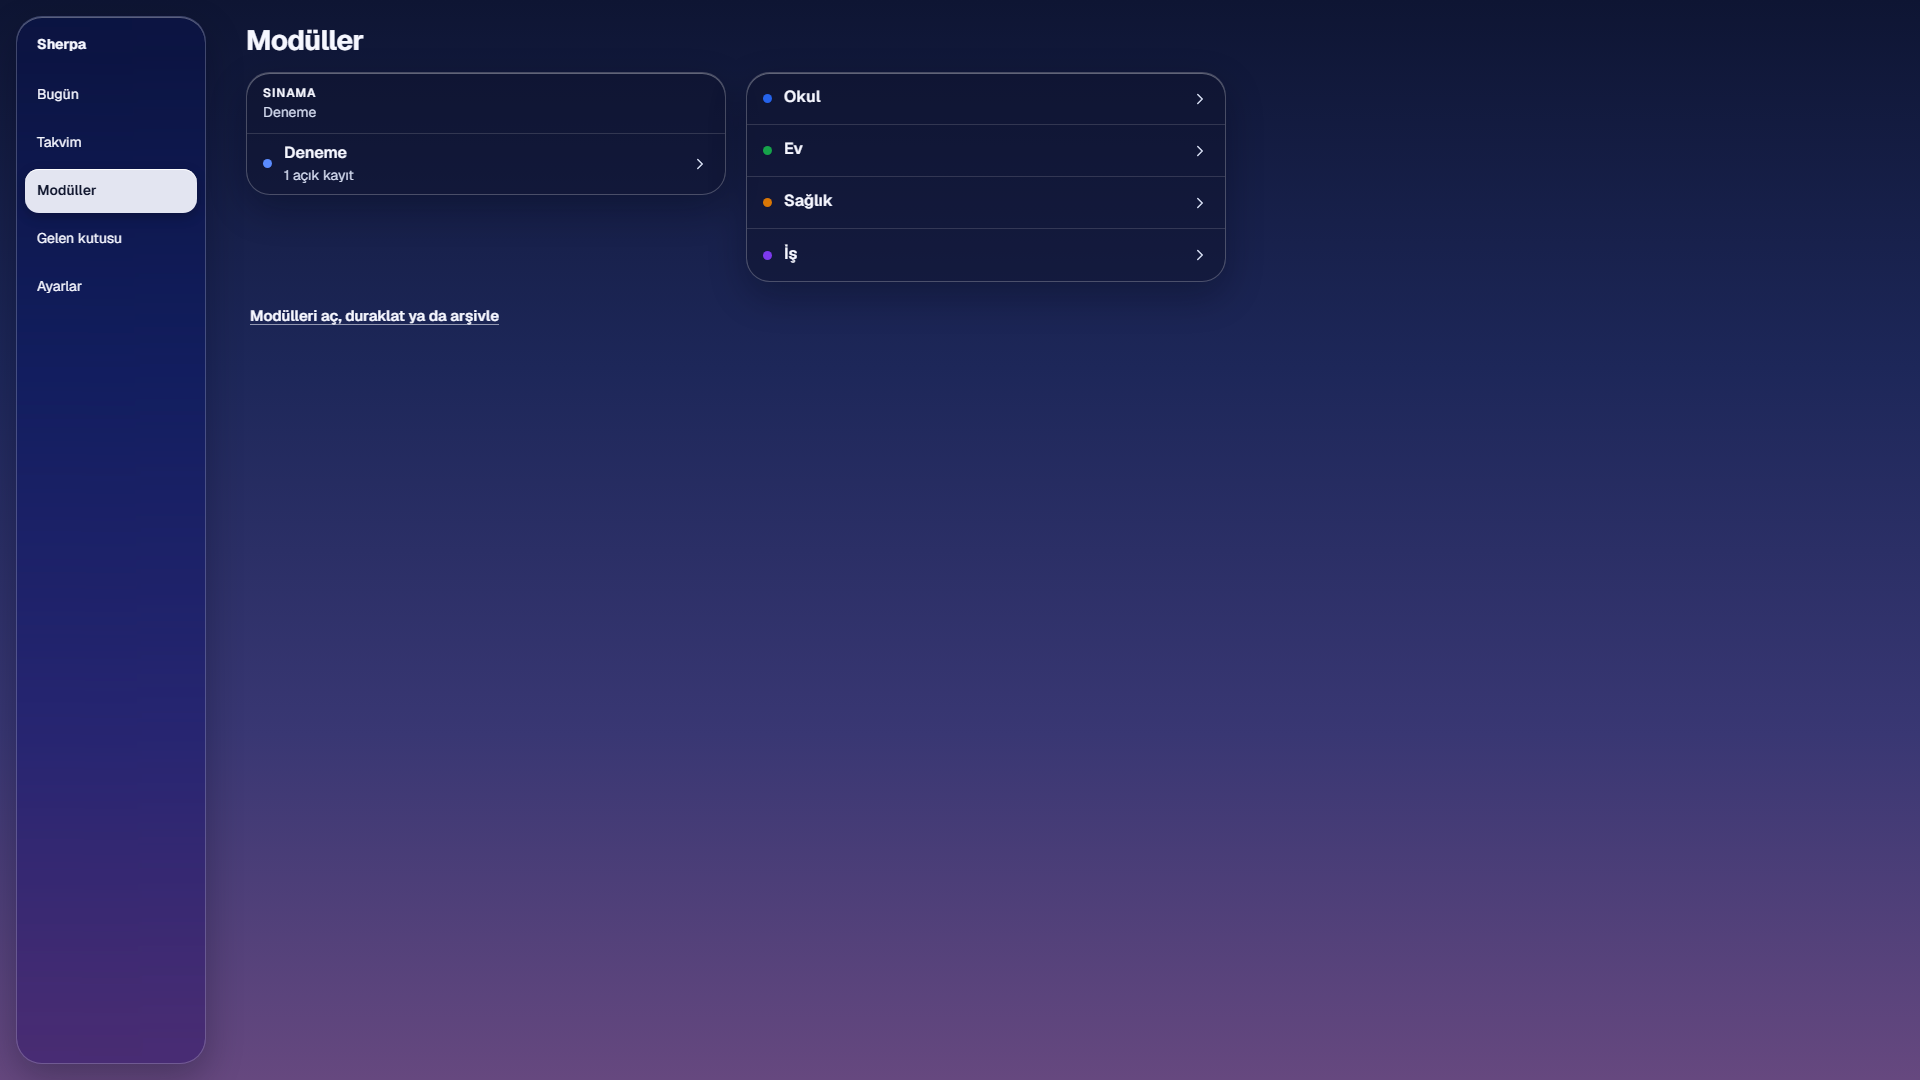 Sherpa
Bugün
Takvim
Modüller
Gelen kutusu
Ayarlar
Modüller
SINAMA
Deneme
Deneme
1 açık kayıt
Okul
Ev
Sağlık
İş
Modülleri aç, duraklat ya da arşivle